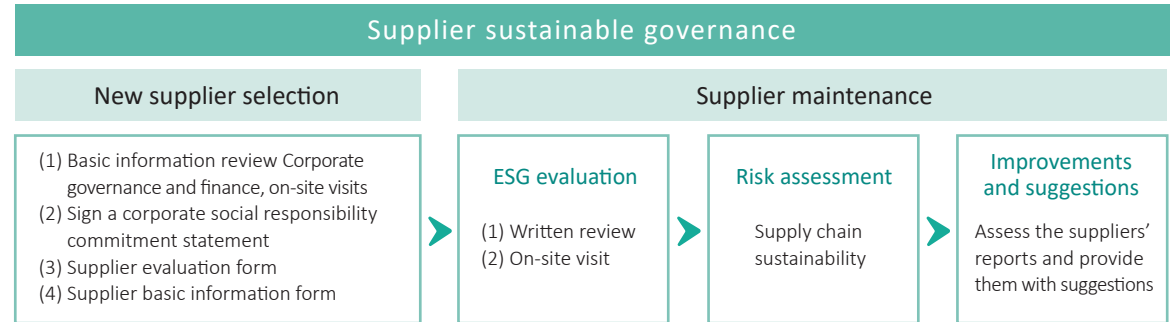 Supplier sustainable governance
New supplier selection
Supplier maintenance
(1) Basic information review Corporate
governance and finance, on-site visits
(2) Sign a corporate social responsibility
commitment statement
(3) Supplier evaluation form
(4) Supplier basic information form
ESG evaluation
(1) Written review
(2) On-site visit
Risk assessment
Supply chain
sustainability
Improvements
and suggestions
Assess the suppliers’
reports and provide
them with suggestions